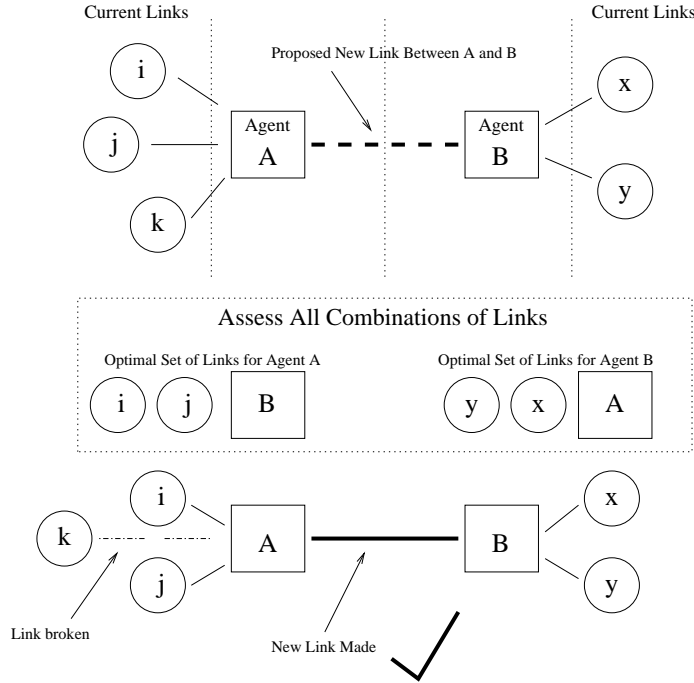 Current Links
Current Links
Proposed New Link Between A and B
i
x
Agent
A
Agent
B
j
y
k
Assess All Combinations of Links
Optimal Set of Links for Agent A
Optimal Set of Links for Agent B
i j B
y x A
i
x
k
A
B
j
y
Link broken
New Link Made